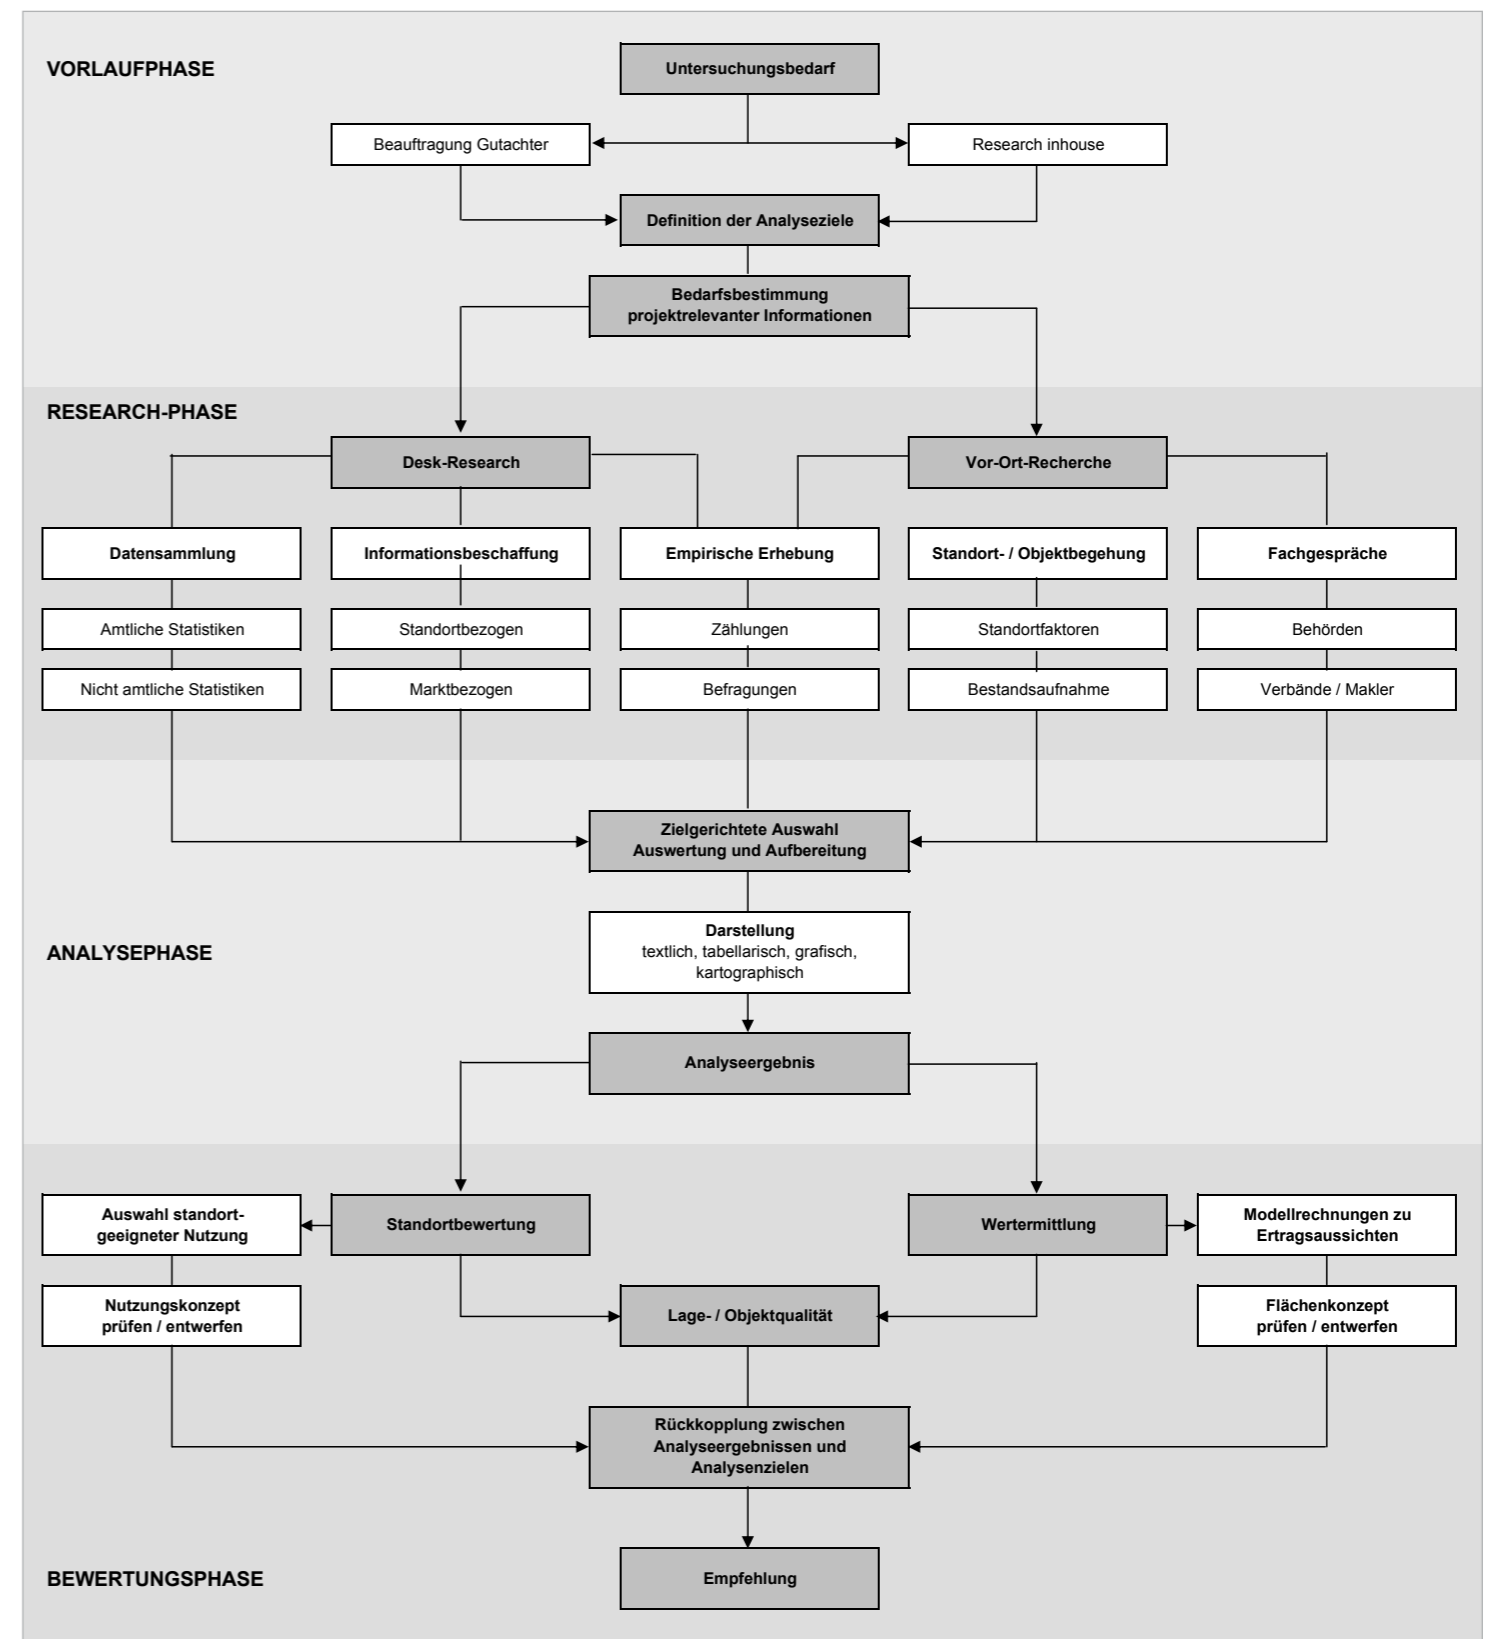 VORLAUFPHASE
Untersuchungsbedarf
Beauftragung Gutachter
Research inhouse
Definition der Analyseziele
Bedarfsbestimmung
projektrelevanter Informationen
RESEARCH-PHASE
Desk-Research
Vor-Ort-Recherche
Datensammlung
Informationsbeschaffung
Empirische Erhebung
Standort- / Objektbegehung
Fachgespräche
Amtliche Statistiken
Standortbezogen
Zählungen
Standortfaktoren
Behörden
Nicht amtliche Statistiken
Marktbezogen
Befragungen
Bestandsaufnahme
Verbände / Makler
Zielgerichtete Auswahl
Auswertung und Aufbereitung
ANALYSEPHASE
Darstellung
textlich, tabellarisch, grafisch,
kartographisch
Analyseergebnis
Auswahl standort-
geeigneter Nutzung
Standortbewertung
Wertermittlung
Modellrechnungen zu
Ertragsaussichten
Nutzungskonzept
prüfen / entwerfen
Lage- / Objektqualität
Flächenkonzept
prüfen / entwerfen
Rückkopplung zwischen
Analyseergebnissen und
Analysenzielen
BEWERTUNGSPHASE
Empfehlung